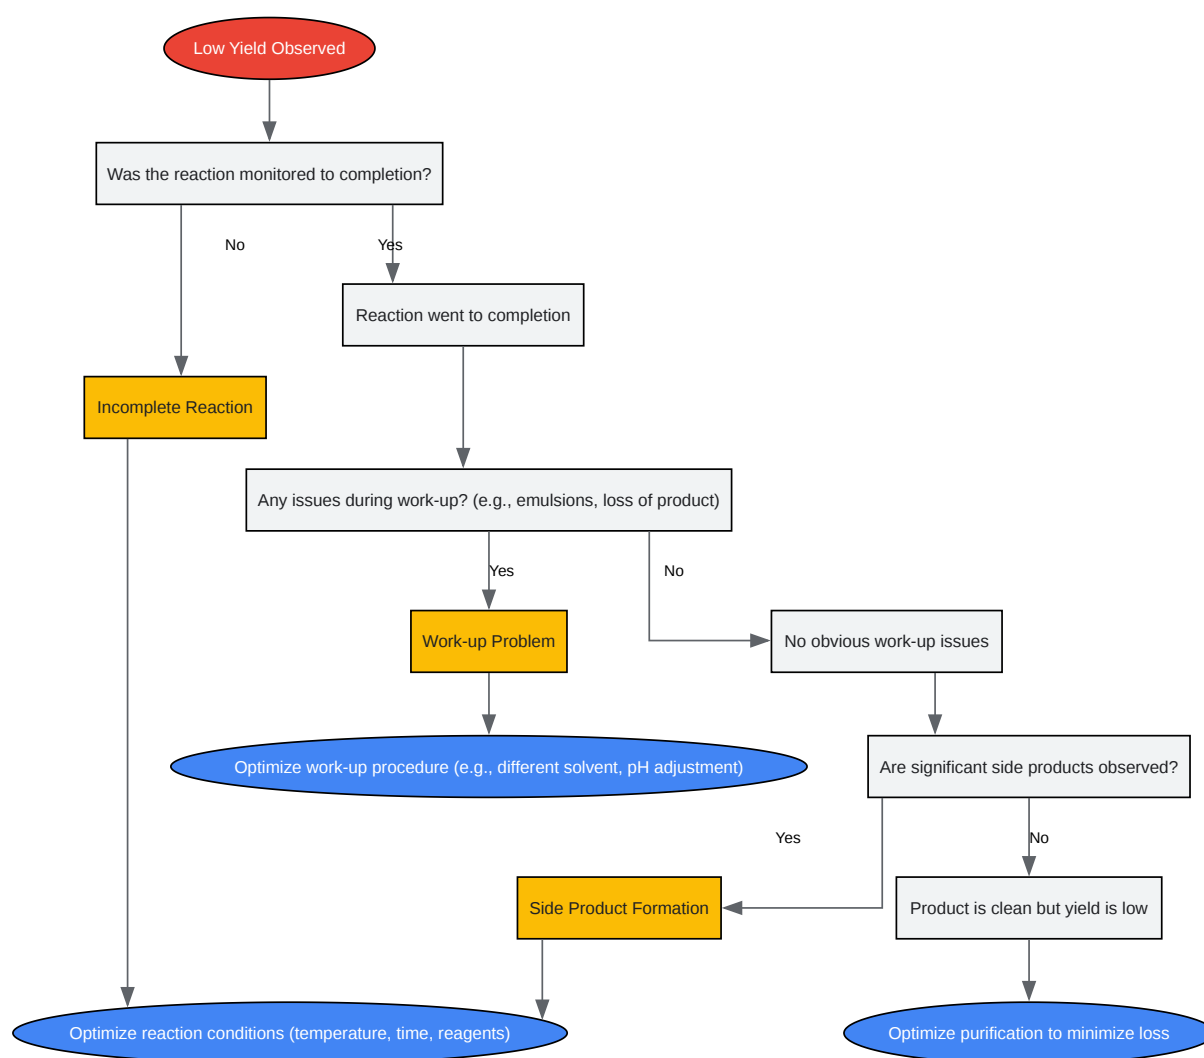 Low Yield Observed
Was the reaction monitored to completion?
No
Yes
Reaction went to completion
Incomplete Reaction
Any issues during work-up? (e.g., emulsions, loss of product)
Yes
No
Work-up Problem
No obvious work-up issues
Optimize work-up procedure (e.g., different solvent, pH adjustment)
Are significant side products observed?
Yes
No
Side Product Formation
Product is clean but yield is low
Optimize reaction conditions (temperature, time, reagents)
Optimize purification to minimize loss